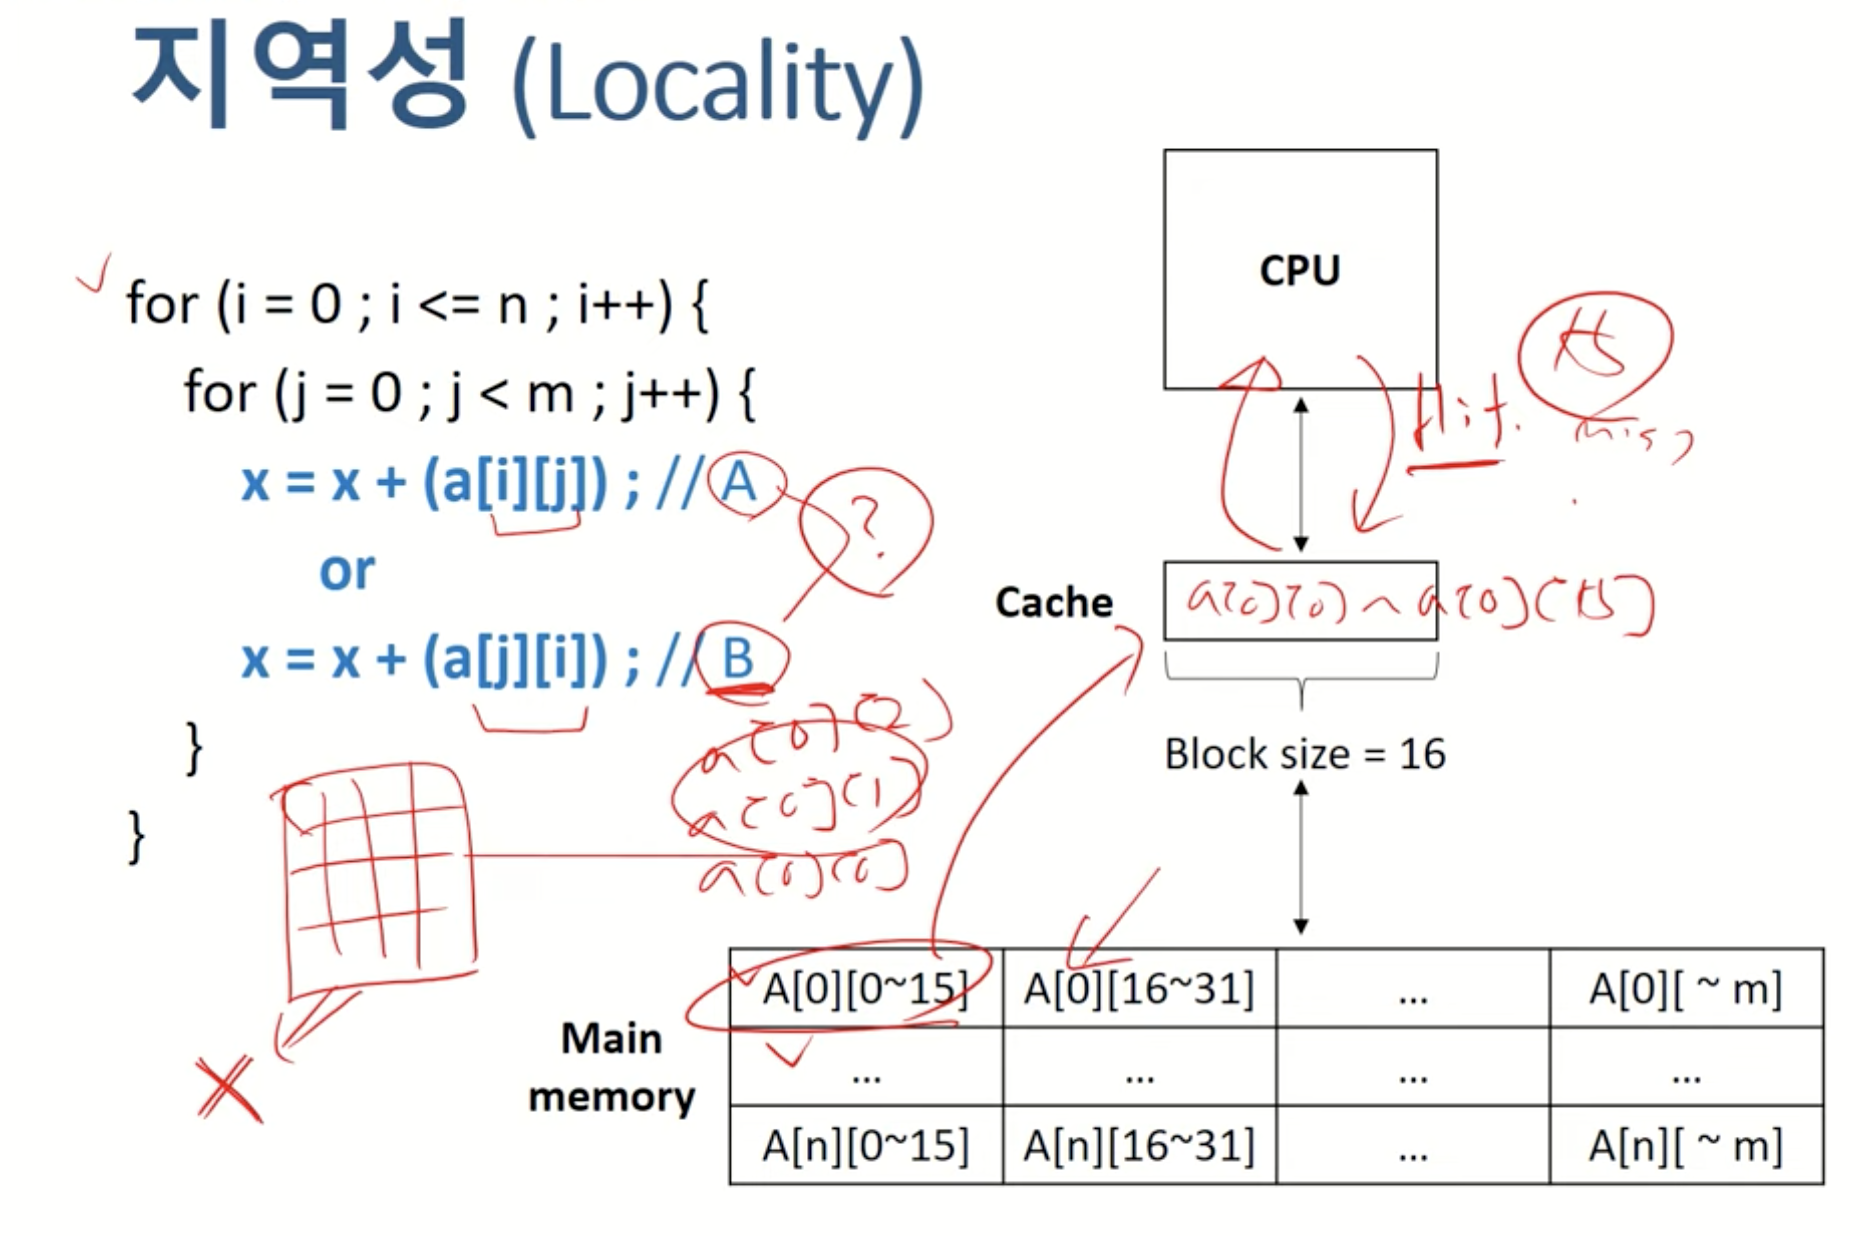 지역성 (Locality)
for (i = 0 ; i <= n ; i++) {
for (j = 0 ; j < m ; j++) {
x = x + (a[i][j]) ; // A
or
x = x + (a[j][i]) ; // B
}
}
?
a[0][2]
a[0][1]
a[0][0]
CPU
Hit.
15
miss
Cache
a[0][0] ~ a[0][15]
Block size = 16
Main
memory
A[0][0~15] A[0][16~31] ... A[0][ ~ m]
... ... ... ...
A[n][0~15] A[n][16~31] ... A[n][ ~ m]